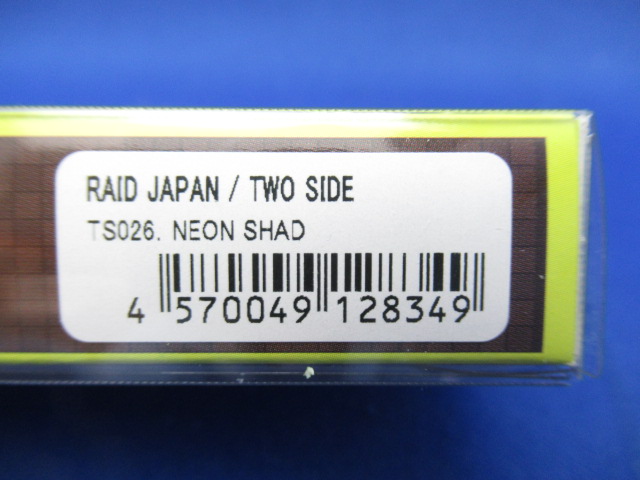 RAID JAPAN / TWO SIDE
TS026. NEON SHAD
4 570049 128349